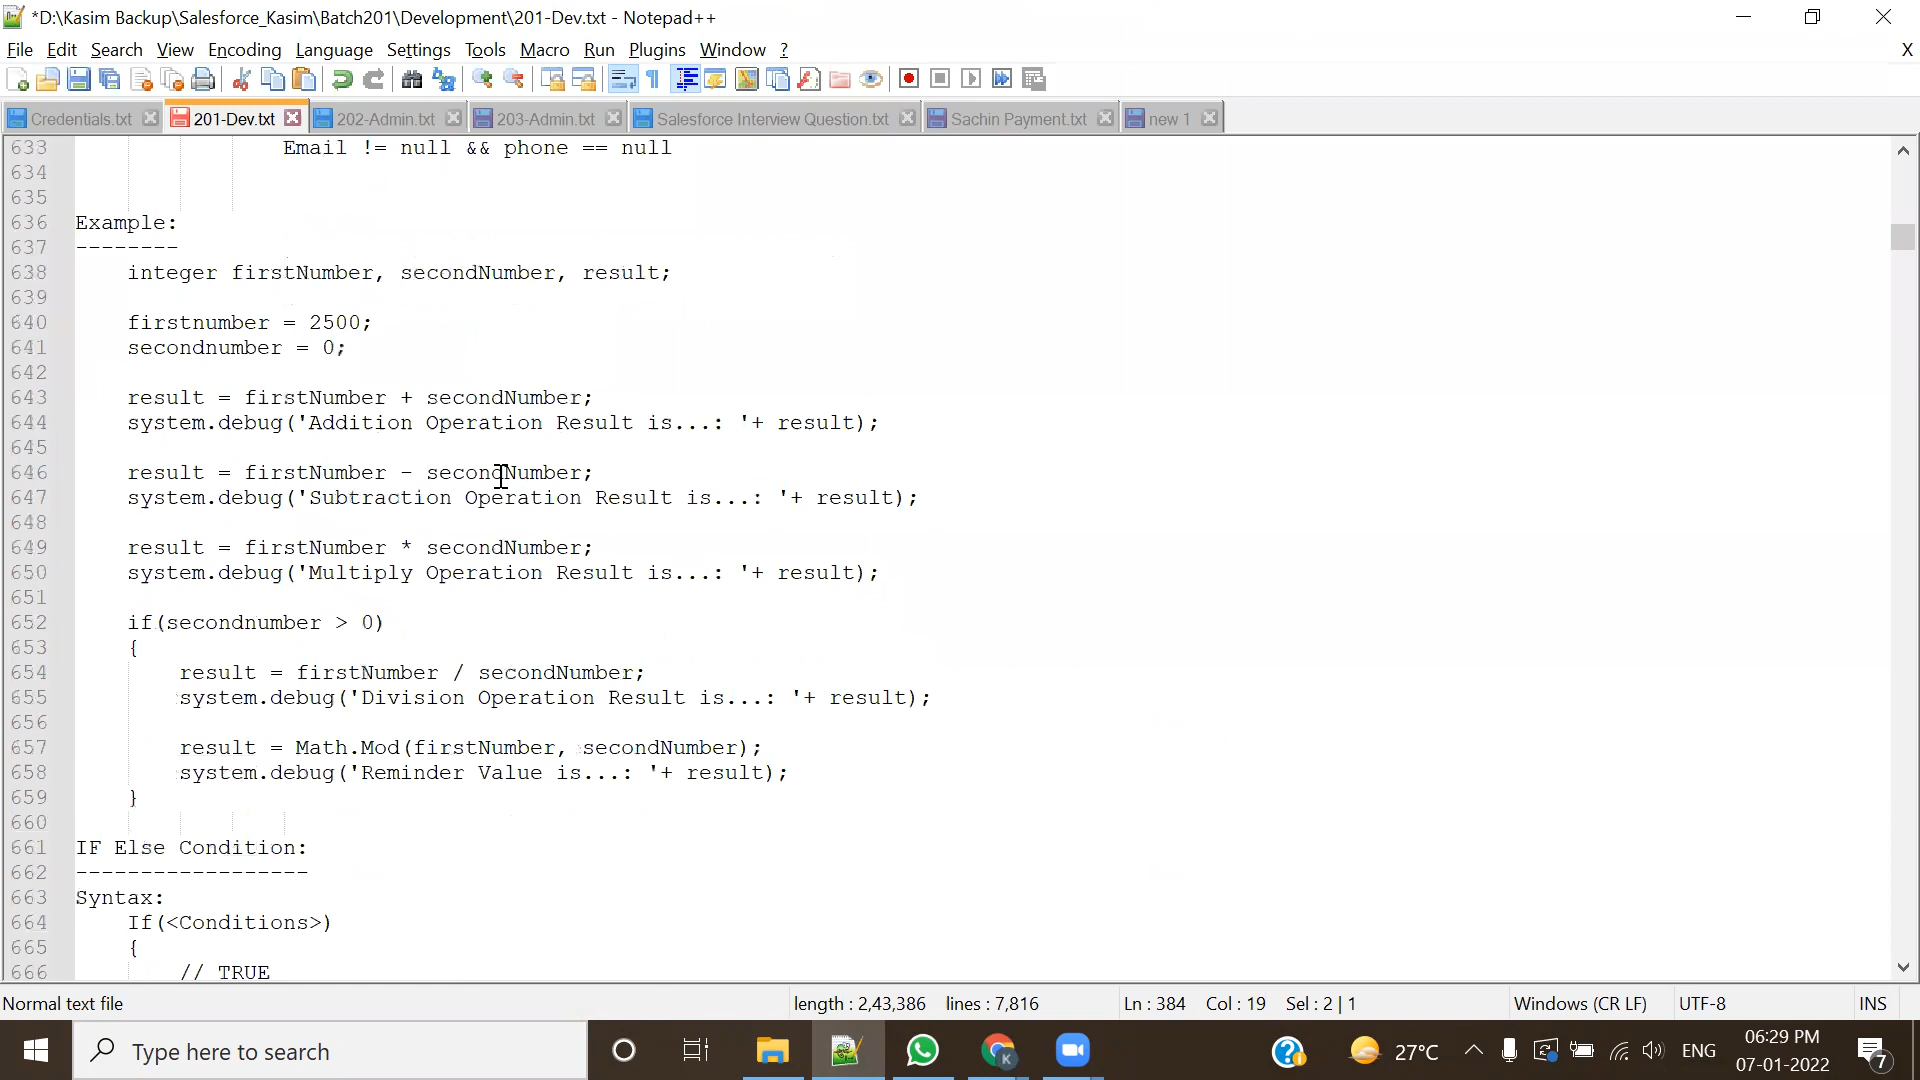 *D:\Kasim Backup\Salesforce_Kasim\Batch201\Development\201-Dev.txt - Notepad++
File Edit Search View Encoding Language Settings Tools Macro Run Plugins Window ? X
Credentials.txt 201-Dev.txt 202-Admin.txt 203-Admin.txt Salesforce Interview Question.txt Sachin Payment.txt new 1
633 Email != null && phone == null
634
635
636 Example:
637 --------
638 integer firstNumber, secondNumber, result;
639
640 firstnumber = 2500;
641 secondnumber = 0;
642
643 result = firstNumber + secondNumber;
644 system.debug('Addition Operation Result is...: '+ result);
645
646 result = firstNumber - secondNumber;
647 system.debug('Subtraction Operation Result is...: '+ result);
648
649 result = firstNumber * secondNumber;
650 system.debug('Multiply Operation Result is...: '+ result);
651
652 if(secondnumber > 0)
653 {
654 result = firstNumber / secondNumber;
655 system.debug('Division Operation Result is...: '+ result);
656
657 result = Math.Mod(firstNumber, secondNumber);
658 system.debug('Reminder Value is...: '+ result);
659 }
660
661 IF Else Condition:
662 ------------------
663 Syntax:
664 If(<Conditions>)
665 {
666 // TRUE
Normal text file length : 2,43,386 lines : 7,816 Ln : 384 Col : 19 Sel : 2 | 1 Windows (CR LF) UTF-8 INS
Type here to search 27°C ENG 06:29 PM
07-01-2022 7